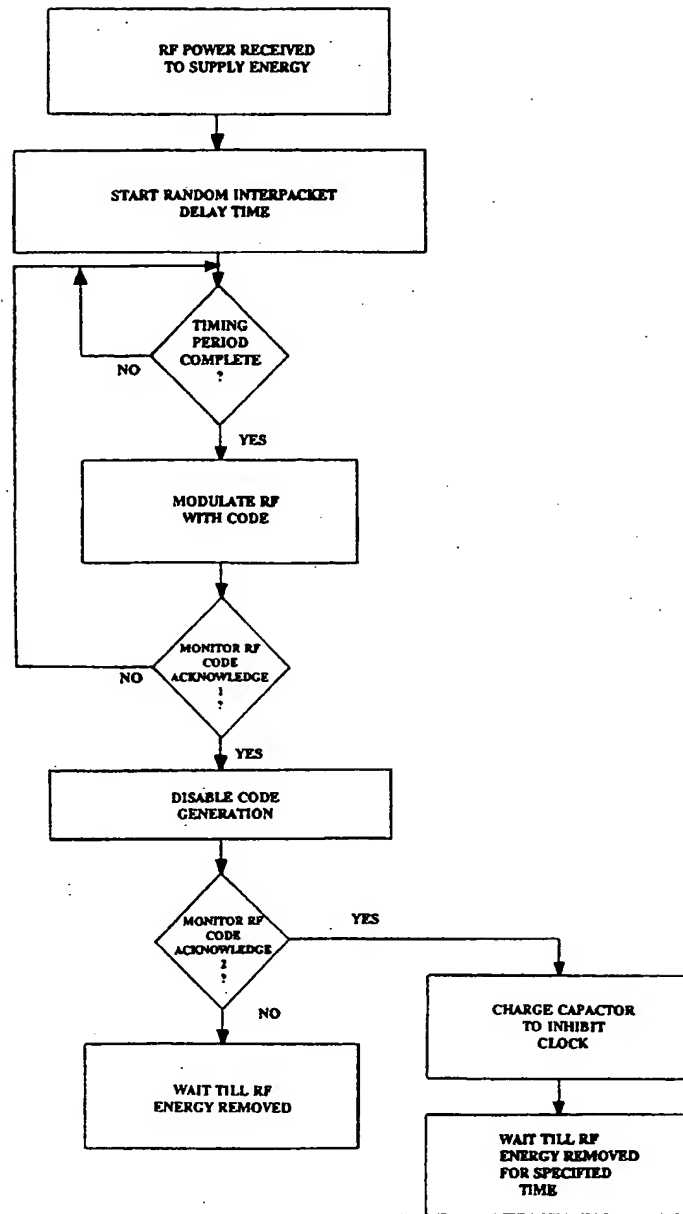 RF POWER RECEIVED
TO SUPPLY ENERGY
START RANDOM INTERPACKET
DELAY TIME
TIMING
PERIOD
COMPLETE
?
NO
YES
MODULATE RF
WITH CODE
MONITOR RF
CODE
ACKNOWLEDGE
1
?
NO
YES
DISABLE CODE
GENERATION
MONITOR RF
CODE
ACKNOWLEDGE
2
?
YES
NO
CHARGE CAPACTOR
TO INHIBIT
CLOCK
WAIT TILL RF
ENERGY REMOVED
WAIT TILL RF
ENERGY REMOVED
FOR SPECIFIED
TIME